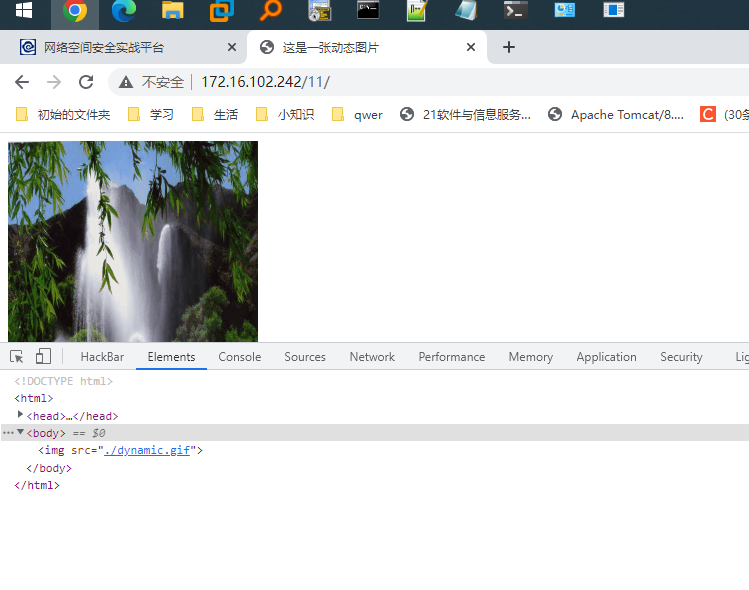 网络空间安全实战平台 这是一张动态图片
不安全 172.16.102.242/11/
初始的文件夹 学习 生活 小知识 qwer 21软件与信息服务... Apache Tomcat/8.... C (30条
HackBar Elements Console Sources Network Performance Memory Application Security Lig
<!DOCTYPE html>
<html>
<head>…</head>
<body> == $0
<img src="./dynamic.gif">
</body>
</html>